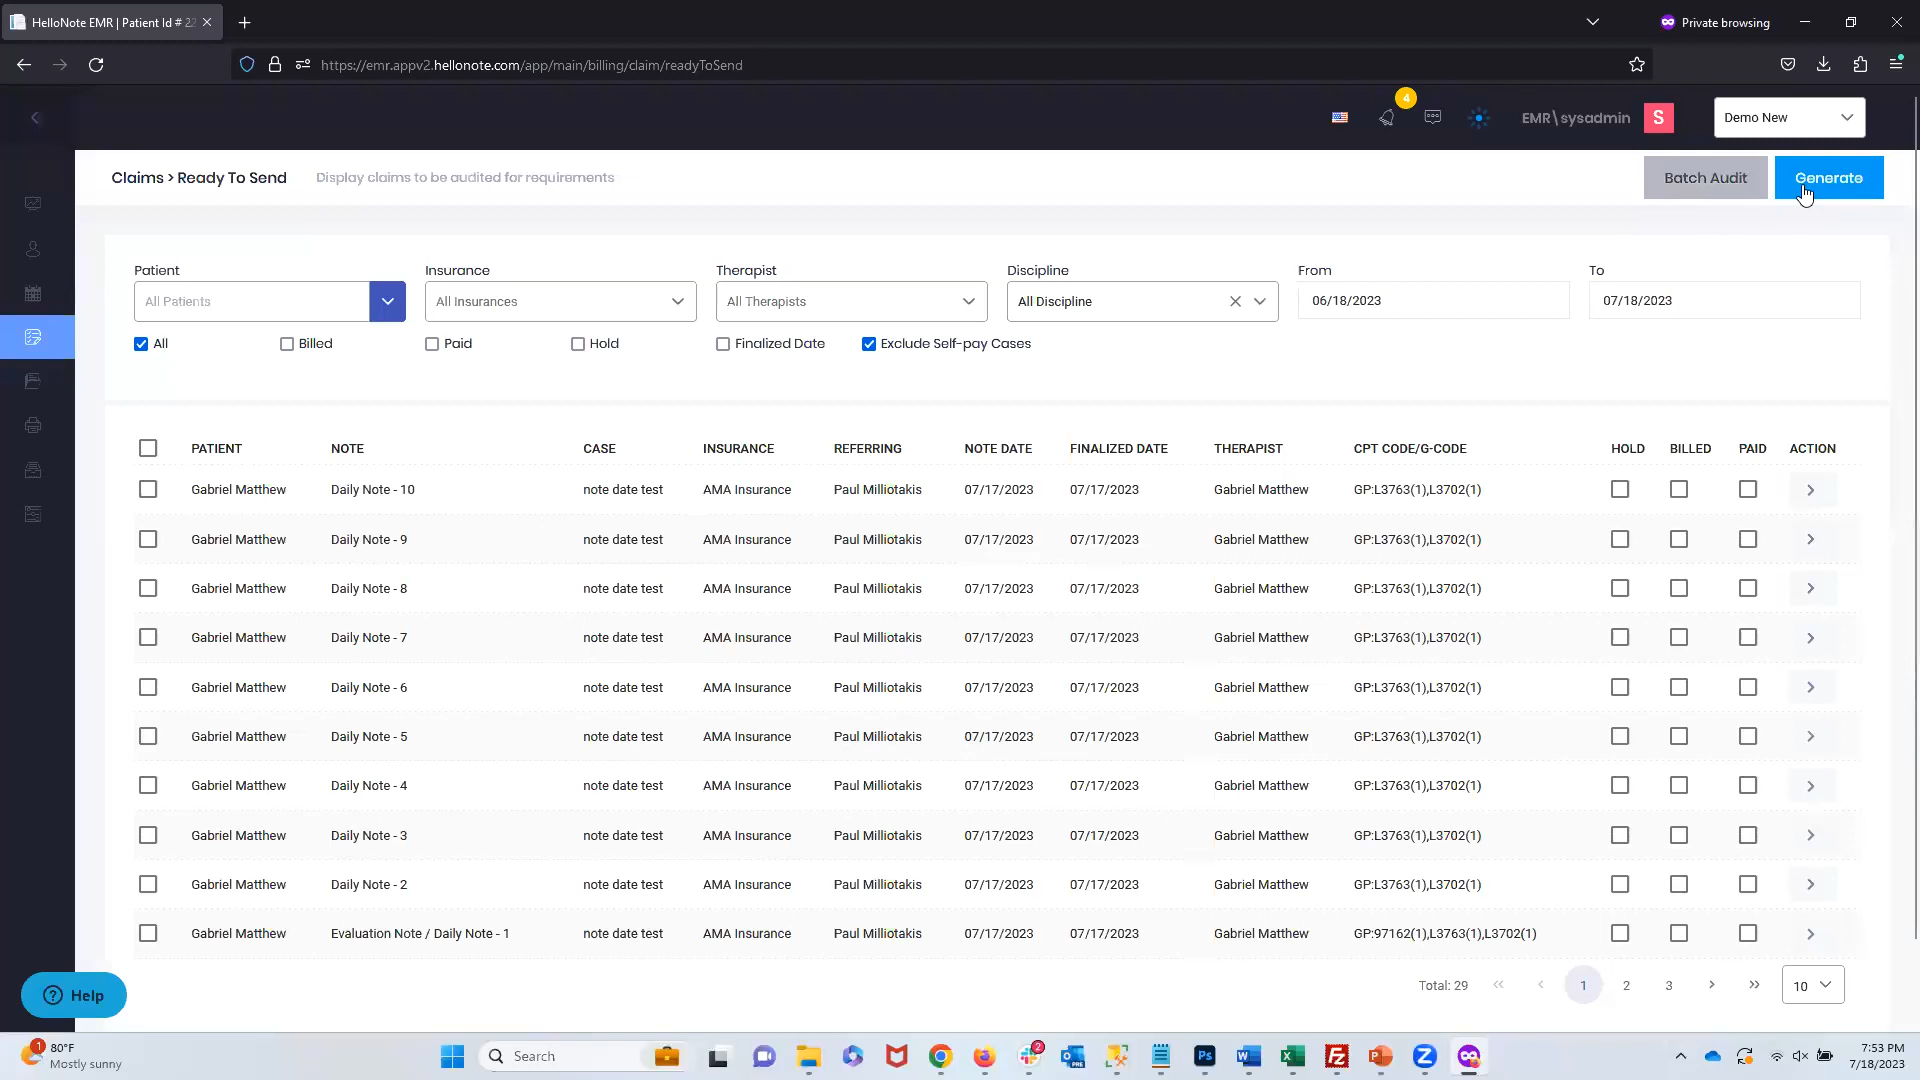 HelloNote EMR | Patient Id # 22
Private browsing
https://emr.appv2.hellonote.com/app/main/billing/claim/readyToSend
4
EMR\sysadmin S Demo New
Claims > Ready To Send Display claims to be audited for requirements Batch Audit Generate
Patient Insurance Therapist Discipline From To
All Patients All Insurances All Therapists All Discipline 06/18/2023 07/18/2023
All Billed Paid Hold Finalized Date Exclude Self-pay Cases
PATIENT NOTE CASE INSURANCE REFERRING NOTE DATE FINALIZED DATE THERAPIST CPT CODE/G-CODE HOLD BILLED PAID ACTION
Gabriel Matthew Daily Note - 10 note date test AMA Insurance Paul Milliotakis 07/17/2023 07/17/2023 Gabriel Matthew GP:L3763(1),L3702(1)
Gabriel Matthew Daily Note - 9 note date test AMA Insurance Paul Milliotakis 07/17/2023 07/17/2023 Gabriel Matthew GP:L3763(1),L3702(1)
Gabriel Matthew Daily Note - 8 note date test AMA Insurance Paul Milliotakis 07/17/2023 07/17/2023 Gabriel Matthew GP:L3763(1),L3702(1)
Gabriel Matthew Daily Note - 7 note date test AMA Insurance Paul Milliotakis 07/17/2023 07/17/2023 Gabriel Matthew GP:L3763(1),L3702(1)
Gabriel Matthew Daily Note - 6 note date test AMA Insurance Paul Milliotakis 07/17/2023 07/17/2023 Gabriel Matthew GP:L3763(1),L3702(1)
Gabriel Matthew Daily Note - 5 note date test AMA Insurance Paul Milliotakis 07/17/2023 07/17/2023 Gabriel Matthew GP:L3763(1),L3702(1)
Gabriel Matthew Daily Note - 4 note date test AMA Insurance Paul Milliotakis 07/17/2023 07/17/2023 Gabriel Matthew GP:L3763(1),L3702(1)
Gabriel Matthew Daily Note - 3 note date test AMA Insurance Paul Milliotakis 07/17/2023 07/17/2023 Gabriel Matthew GP:L3763(1),L3702(1)
Gabriel Matthew Daily Note - 2 note date test AMA Insurance Paul Milliotakis 07/17/2023 07/17/2023 Gabriel Matthew GP:L3763(1),L3702(1)
Gabriel Matthew Evaluation Note / Daily Note - 1 note date test AMA Insurance Paul Milliotakis 07/17/2023 07/17/2023 Gabriel Matthew GP:97162(1),L3763(1),L3702(1)
Total: 29 1 2 3 10
Help
1 80°F
Mostly sunny
Search
2
Ps
7:53 PM
7/18/2023